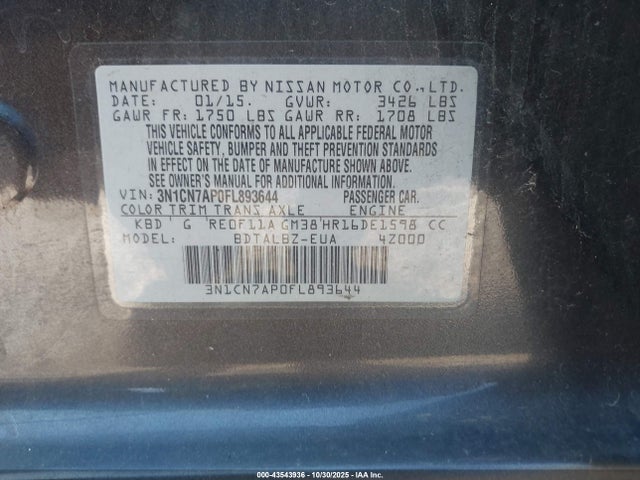 MANUFACTURED BY NISSAN MOTOR CO.,LTD.
DATE: 01/15. GVWR: 3426 LBS
GAWR FR: 1750 LBS GAWR RR: 1708 LBS
THIS VEHICLE CONFORMS TO ALL APPLICABLE FEDERAL MOTOR
VEHICLE SAFETY, BUMPER AND THEFT PREVENTION STANDARDS
IN EFFECT ON THE DATE OF MANUFACTURE SHOWN ABOVE.
SEE OWNER'S MANUAL FOR ADDITIONAL INFORMATION.
VIN: 3N1CN7AP0FL893644 PASSENGER CAR.
COLOR TRIM TRANS AXLE ENGINE
KBD G RE0F11A GM38 HR16DE1598 CC
MODEL: BDTALBZ-EUA 4Z000
3N1CN7AP0FL893644
000-43543936 - 10/30/2025 - IAA Inc.